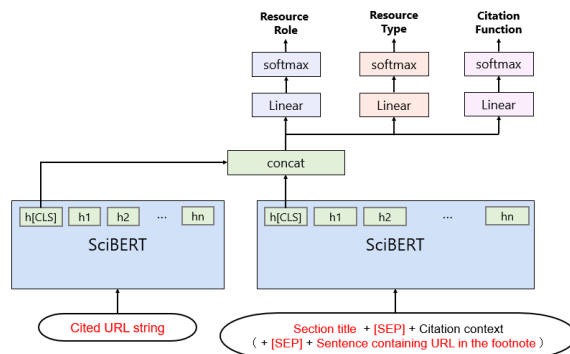 Resource Role
Resource Type
Citation Function
softmax
softmax
softmax
Linear
Linear
Linear
concat
h[CLS] h1 h2 ... hn
SciBERT
h[CLS] h1 h2 ... hn
SciBERT
Cited URL string
Section title + [SEP] + Citation context
( + [SEP] + Sentence containing URL in the footnote )